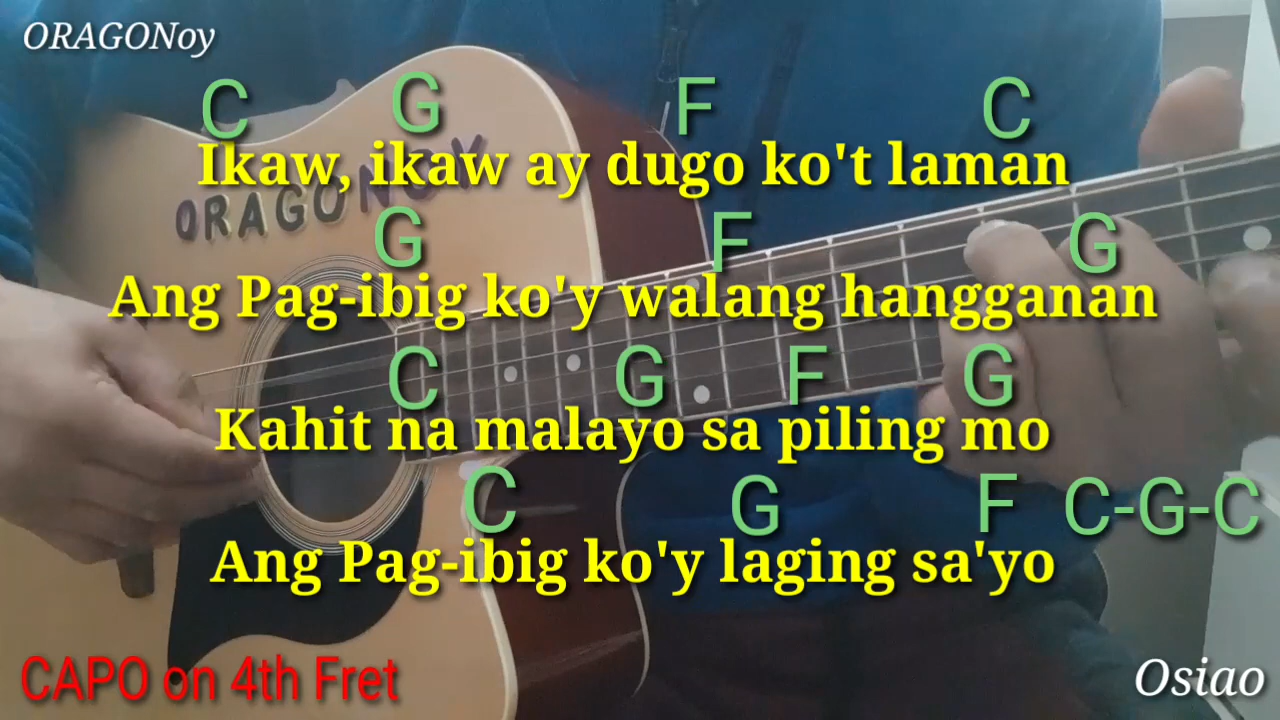 ORAGONoy
C G F C
Ikaw, ikaw ay dugo ko't laman
ORAGONOY
G F G
Ang Pag-ibig ko'y walang hangganan
C G F G
Kahit na malayo sa piling mo
C G F C-G-C
Ang Pag-ibig ko'y laging sa'yo
CAPO on 4th Fret
Osiao